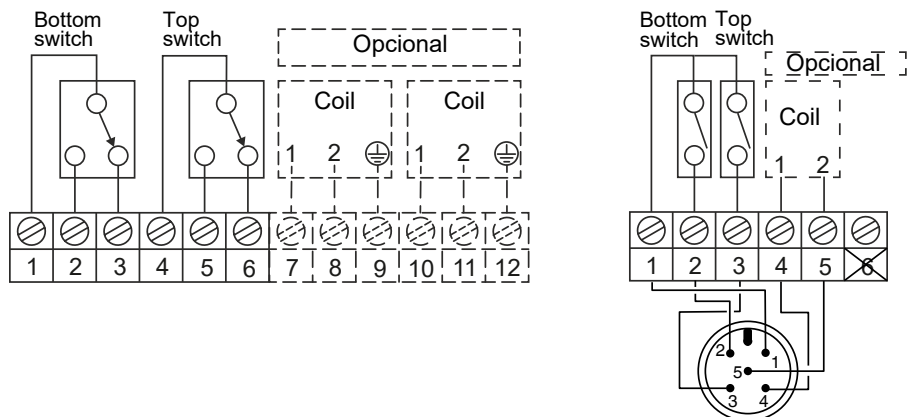 Bottom
switch
Top
switch
Opcional
Coil
Coil
1 2
1 2
1 2 3 4 5 6 7 8 9 10 11 12
Bottom
switch
Top
switch
Opcional
Coil
1 2
1 2 3 4 5 6
2 1
5
3 4